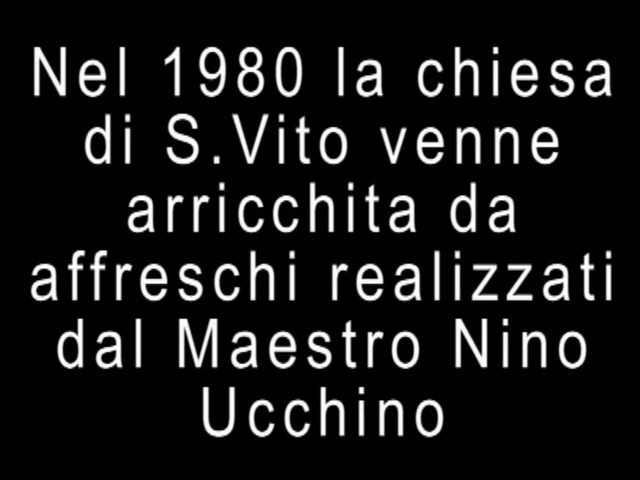 Nel 1980 la chiesa
di S.Vito venne
arricchita da
affreschi realizzati
dal Maestro Nino
Ucchino